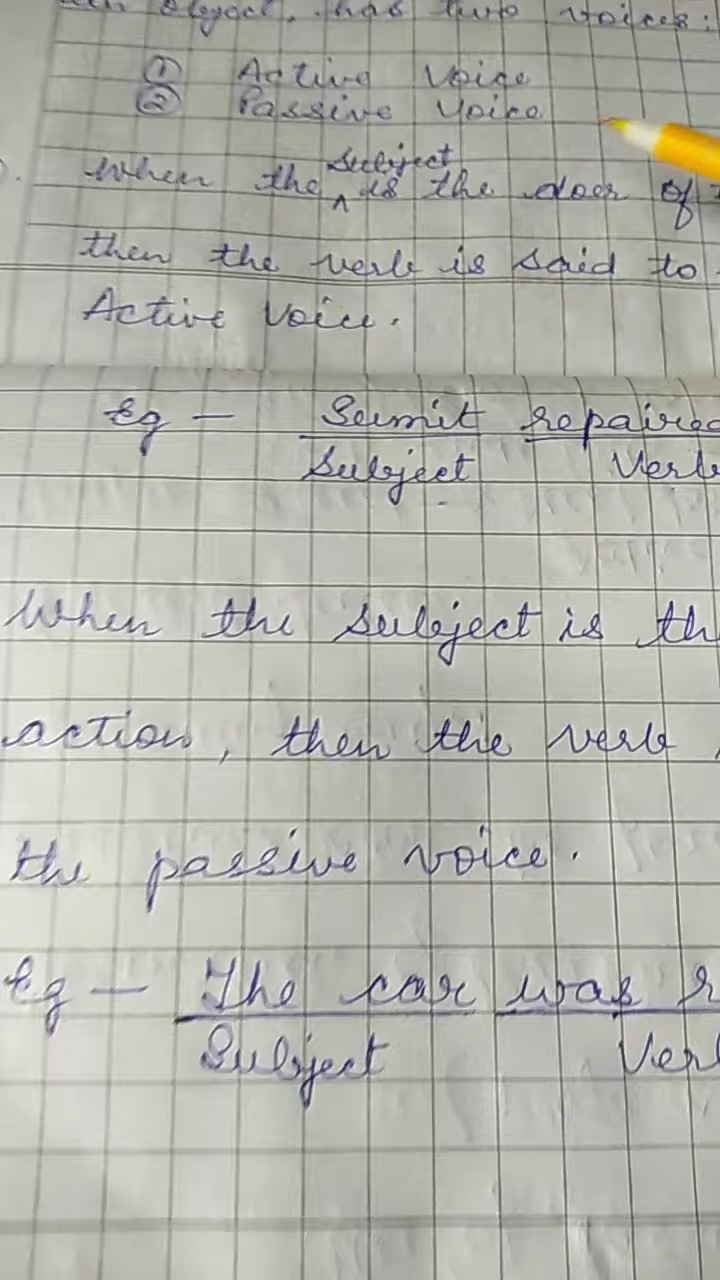 object, has two voices:
① Active Voice
② Passive Voice
Subject
When the ^ is the doer of
then the verb is said to
Active Voice.
Eg – Sumit repaired
Subject Verb
When the subject is th
action, then the verb
the passive voice.
Eg – The car was r
Subject Ver